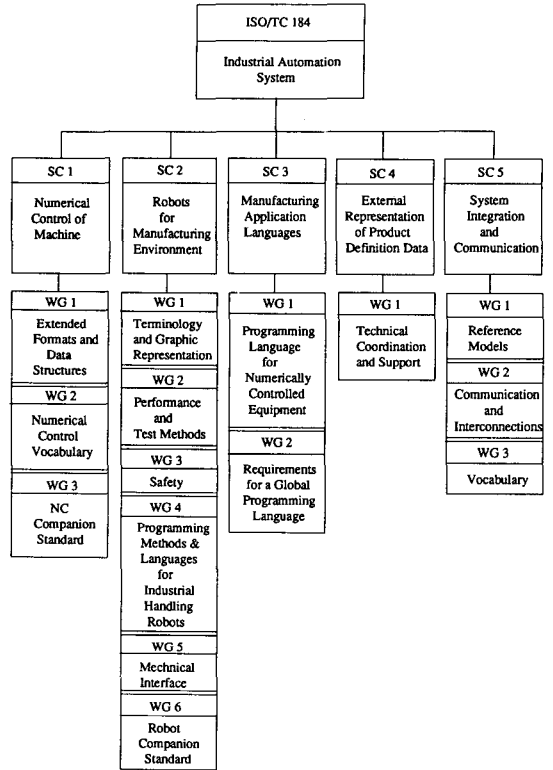 ISO/TC 184
Industrial Automation
System
SC 1
Numerical
Control of
Machine
WG 1
Extended
Formats and
Data
Structures
WG 2
Numerical
Control
Vocabulary
WG 3
NC
Companion
Standard
SC 2
Robots
for
Manufacturing
Environment
WG 1
Terminology
and Graphic
Representation
WG 2
Performance
and
Test Methods
WG 3
Safety
WG 4
Programming
Methods &
Languages
for
Industrial
Handling
Robots
WG 5
Mechnical
Interface
WG 6
Robot
Companion
Standard
SC 3
Manufacturing
Application
Languages
WG 1
Programming
Language
for
Numerically
Controlled
Equipment
WG 2
Requirements
for a Global
Programming
Language
SC 4
External
Representation
of Product
Definition Data
WG 1
Technical
Coordination
and Support
SC 5
System
Integration
and
Communication
WG 1
Reference
Models
WG 2
Communication
and
Interconnections
WG 3
Vocabulary